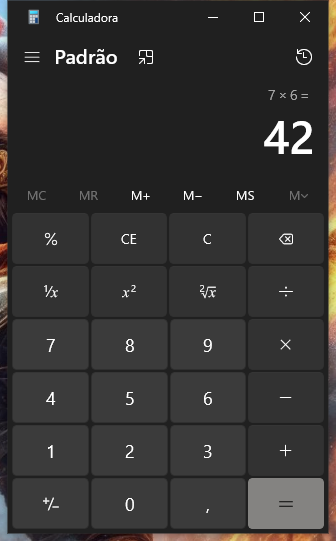 Calculadora
Padrão
7 × 6 =
42
MC MR M+ M− MS M
% CE C
¹/x x² ²√x ÷
7 8 9 ×
4 5 6 −
1 2 3 +
+/− 0 , =